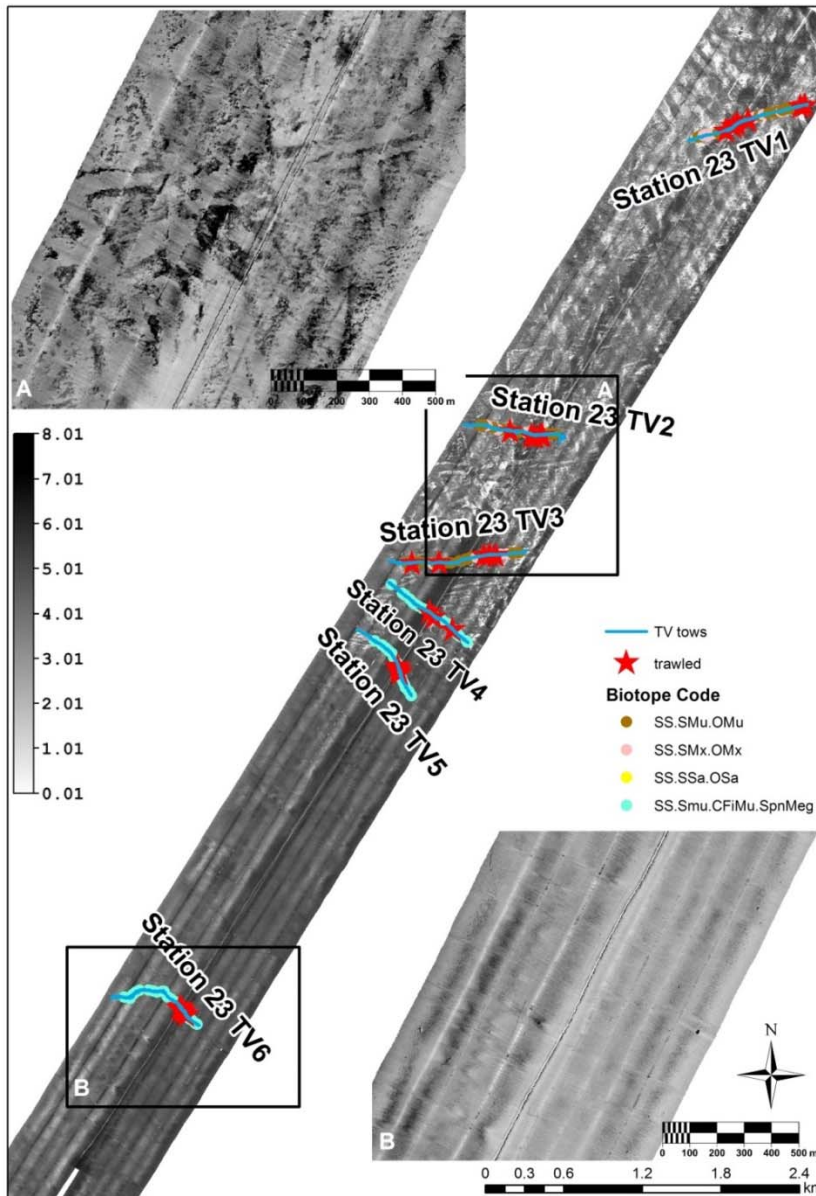 Station 23 TV1
A
0 100 200 300 400 500 m
A
Station 23 TV2
8.01
7.01
6.01
5.01
4.01
3.01
2.01
1.01
0.01
Station 23 TV3
Station 23 TV4
Station 23 TV5
TV tows
trawled
Biotope Code
SS.SMu.OMu
SS.SMx.OMx
SS.SSa.OSa
SS.Smu.CFiMu.SpnMeg
Station 23 TV6
B
N
B
0 100 200 300 400 500 m
0 0.3 0.6 1.2 1.8 2.4
km